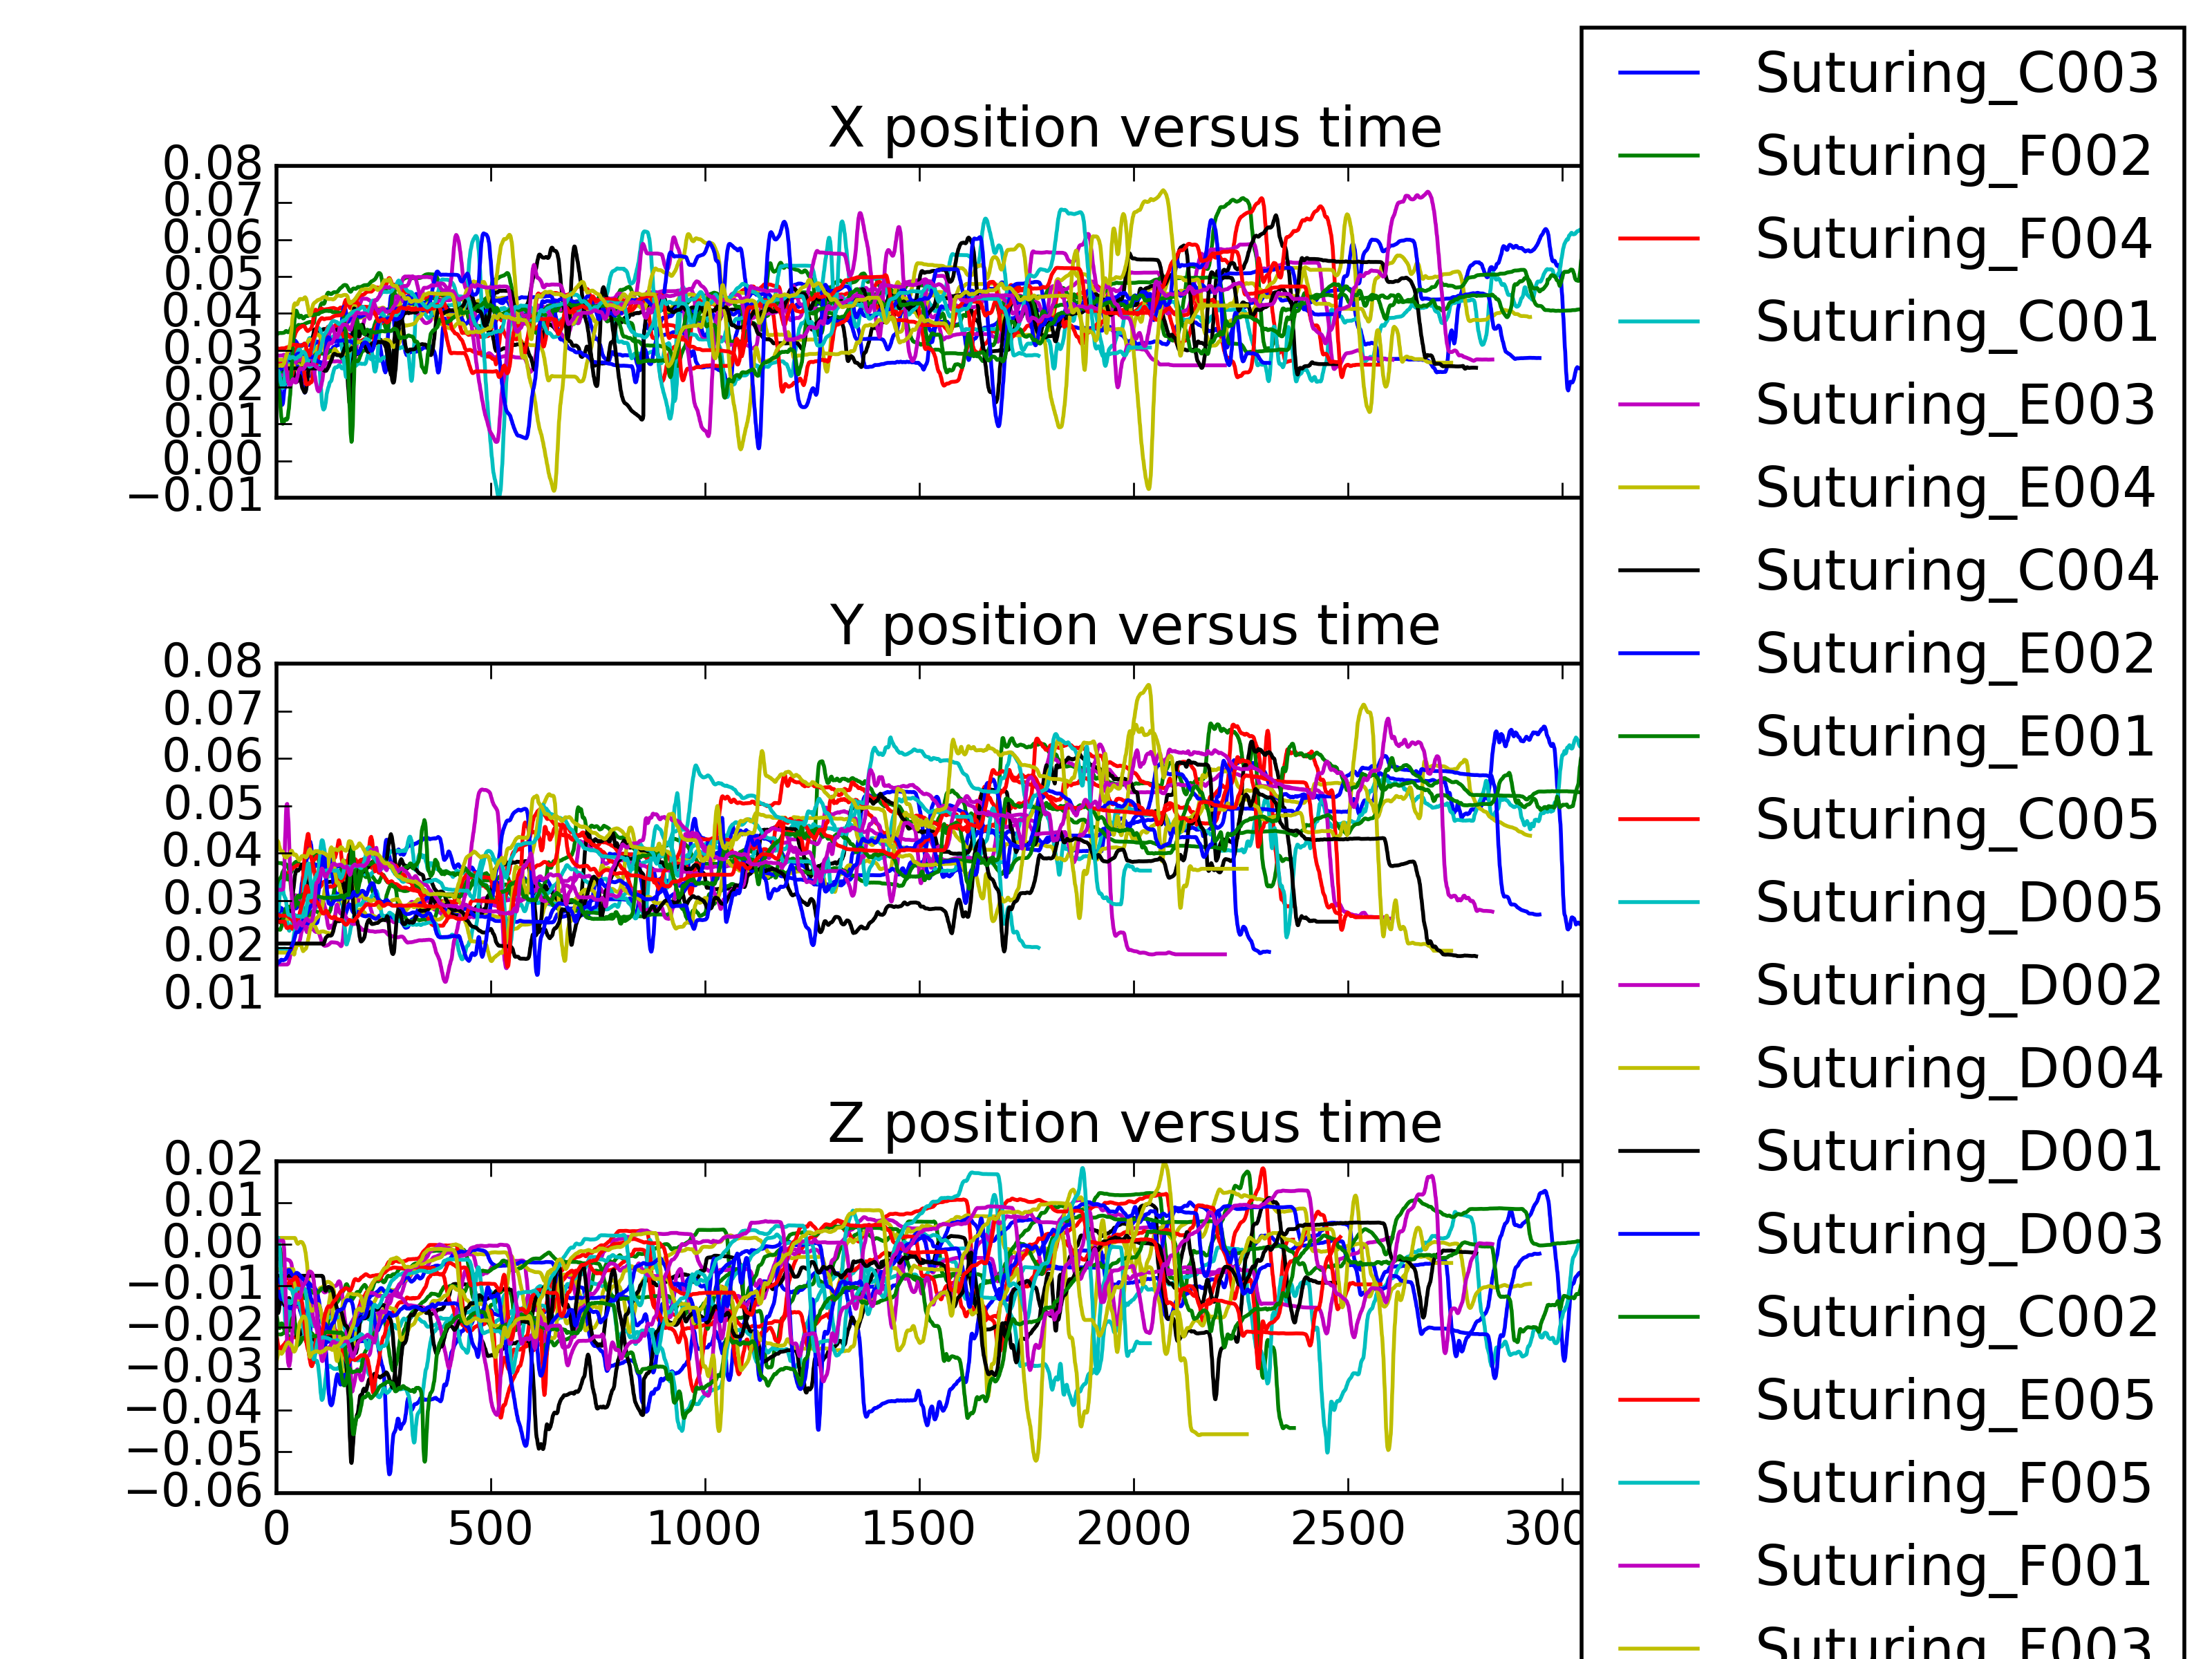 X position versus time
0.08
0.07
0.06
0.05
0.04
0.03
0.02
0.01
0.00
−0.01
Y position versus time
0.08
0.07
0.06
0.05
0.04
0.03
0.02
0.01
Z position versus time
0.02
0.01
0.00
−0.01
−0.02
−0.03
−0.04
−0.05
−0.06
0 500 1000 1500 2000 2500 300
Suturing_C003
Suturing_F002
Suturing_F004
Suturing_C001
Suturing_E003
Suturing_E004
Suturing_C004
Suturing_E002
Suturing_E001
Suturing_C005
Suturing_D005
Suturing_D002
Suturing_D004
Suturing_D001
Suturing_D003
Suturing_C002
Suturing_E005
Suturing_F005
Suturing_F001
Suturing_F003